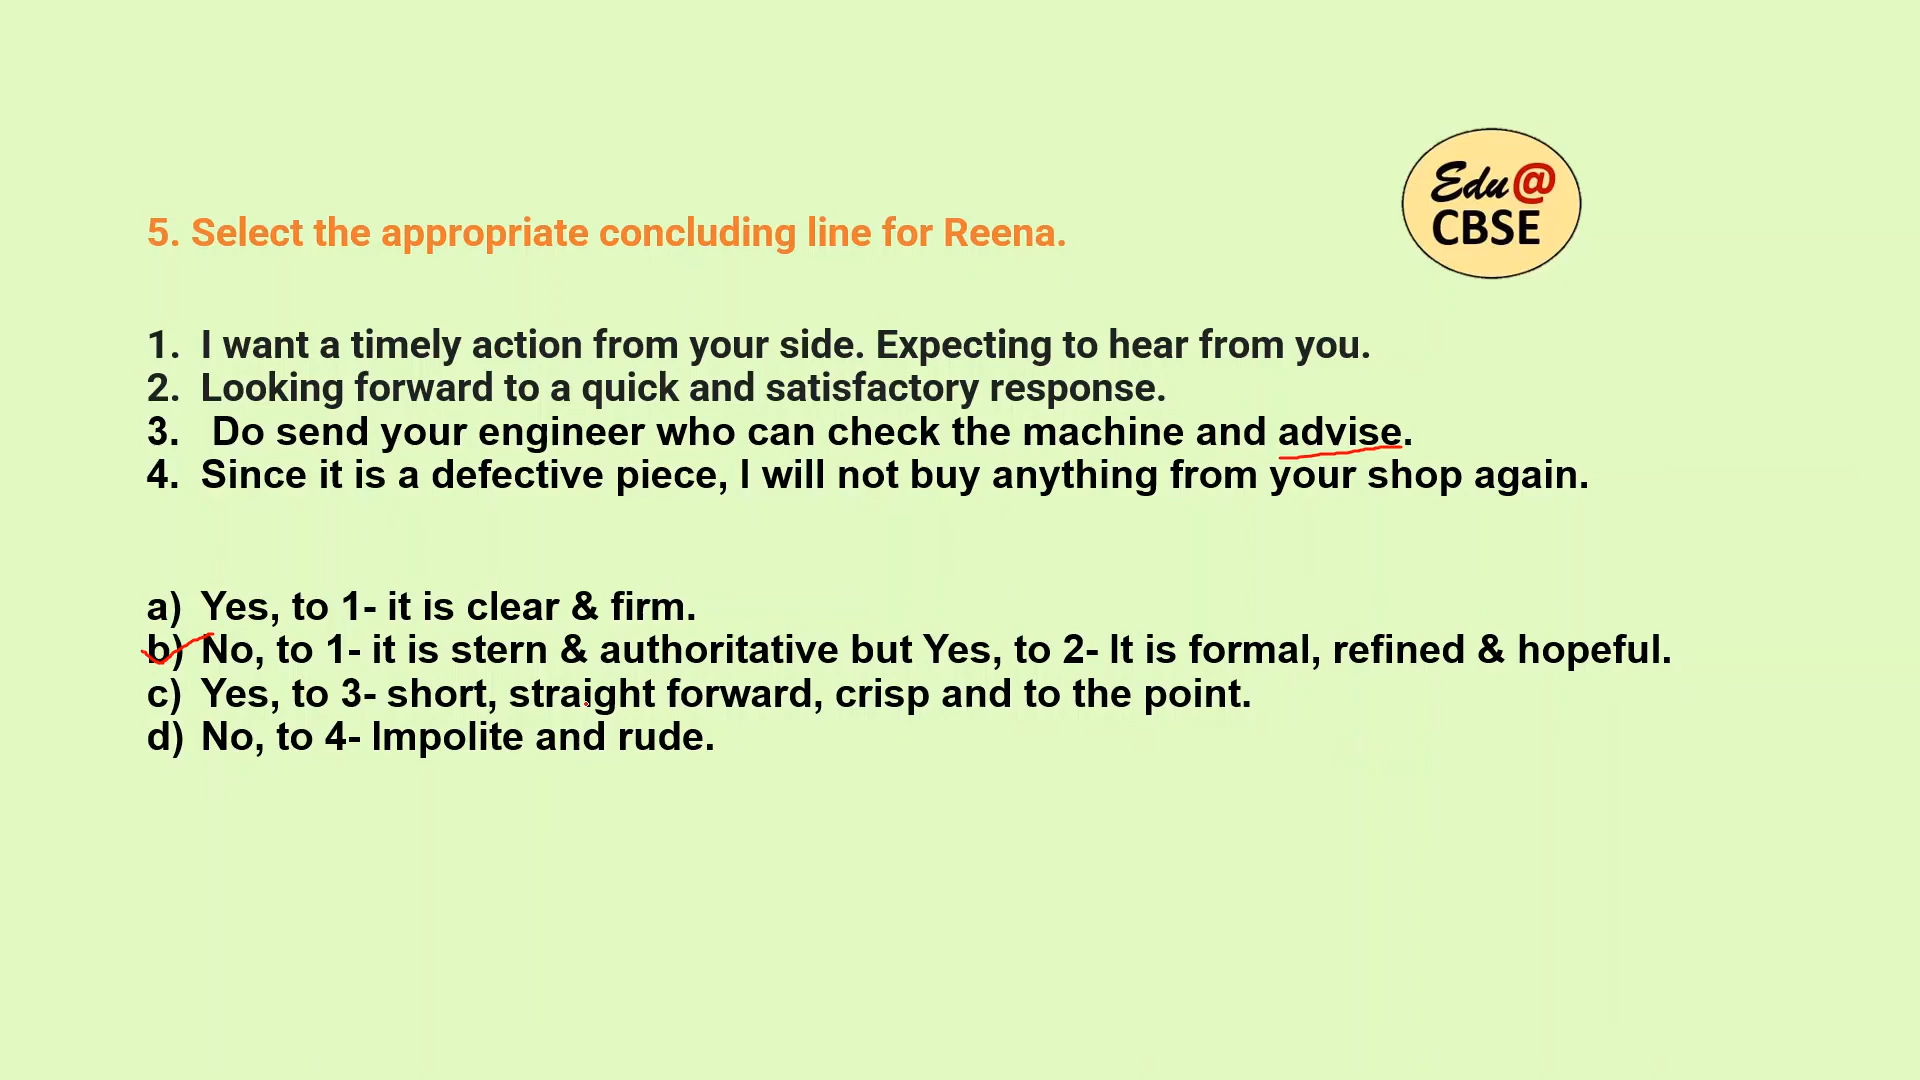 Edu@
CBSE
5. Select the appropriate concluding line for Reena.
1. I want a timely action from your side. Expecting to hear from you.
2. Looking forward to a quick and satisfactory response.
3. Do send your engineer who can check the machine and advise.
4. Since it is a defective piece, I will not buy anything from your shop again.
a) Yes, to 1- it is clear & firm.
b) No, to 1- it is stern & authoritative but Yes, to 2- It is formal, refined & hopeful.
c) Yes, to 3- short, straight forward, crisp and to the point.
d) No, to 4- Impolite and rude.